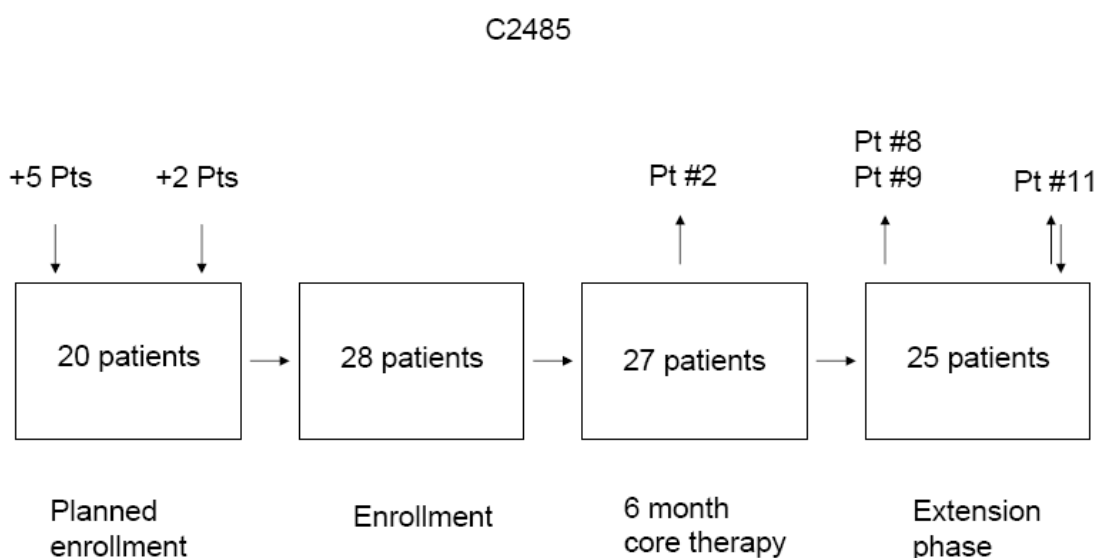 C2485
+5 Pts
+2 Pts
Pt #2
Pt #8
Pt #9
Pt #11
20 patients
28 patients
27 patients
25 patients
Planned
enrollment
Enrollment
6 month
core therapy
Extension
phase